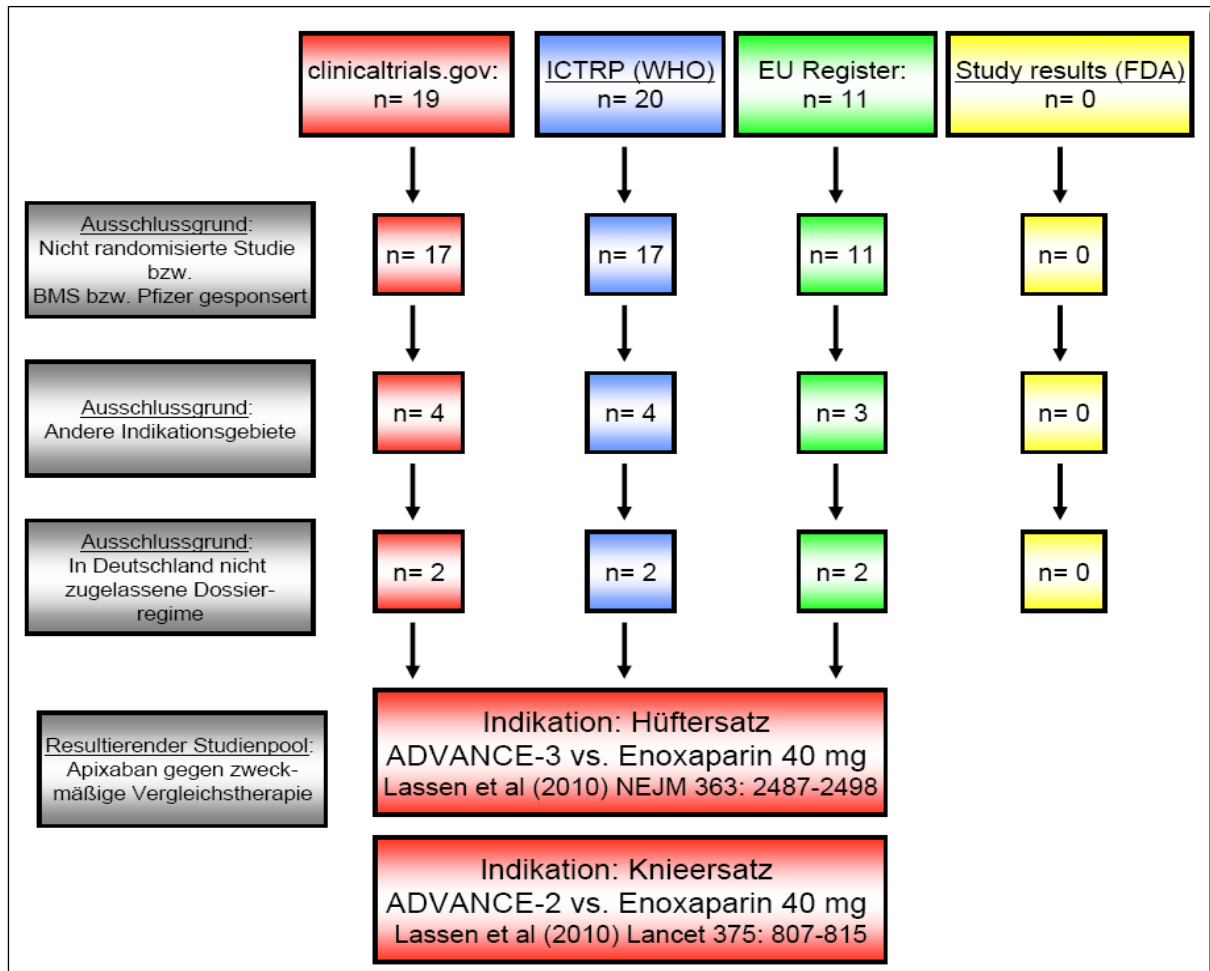 clinicaltrials.gov:
n= 19
ICTRP (WHO)
n= 20
EU Register:
n= 11
Study results (FDA)
n= 0
Ausschlussgrund:
Nicht randomisierte Studie
bzw.
BMS bzw. Pfizer gesponsert
n= 17
n= 17
n= 11
n= 0
Ausschlussgrund:
Andere Indikationsgebiete
n= 4
n= 4
n= 3
n= 0
Ausschlussgrund:
In Deutschland nicht
zugelassene Dossier-
regime
n= 2
n= 2
n= 2
n= 0
Resultierender Studienpool:
Apixaban gegen zweck-
mäßige Vergleichstherapie
Indikation: Hüftersatz
ADVANCE-3 vs. Enoxaparin 40 mg
Lassen et al (2010) NEJM 363: 2487-2498
Indikation: Knieersatz
ADVANCE-2 vs. Enoxaparin 40 mg
Lassen et al (2010) Lancet 375: 807-815